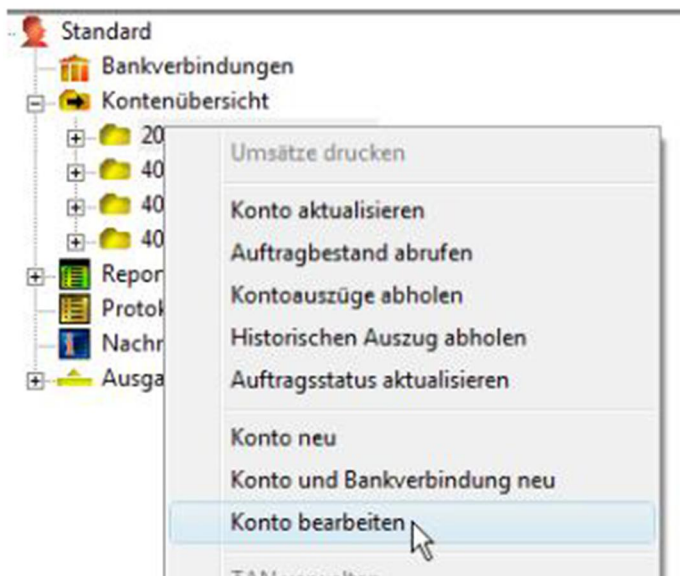 Standard
Bankverbindungen
Kontenübersicht
20
40
40
40
Umsätze drucken
Konto aktualisieren
Auftragbestand abrufen
Kontoauszüge abholen
Historischen Auszug abholen
Auftragsstatus aktualisieren
Konto neu
Konto und Bankverbindung neu
Konto bearbeiten